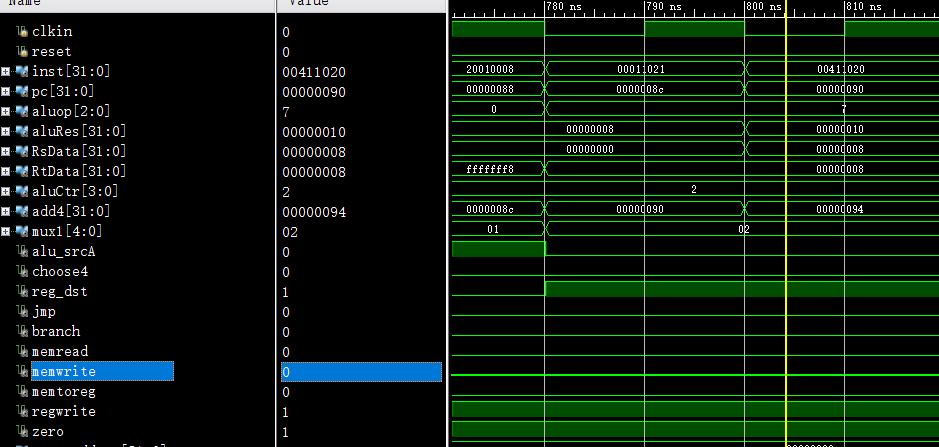 Name Value
780 ns 790 ns 800 ns 810 ns
clkin 0
reset 0
inst[31:0] 00411020 20010008 00011021 00411020
pc[31:0] 00000090 00000088 0000008c 00000090
aluop[2:0] 7 0 7
aluRes[31:0] 00000010 00000008 00000010
RsData[31:0] 00000008 00000000 00000008
RtData[31:0] 00000008 fffffff8 00000008
aluCtr[3:0] 2 2
add4[31:0] 00000094 0000008c 00000090 00000094
mux1[4:0] 02 01 02
alu_srcA 0
choose4 0
reg_dst 1
jmp 0
branch 0
memread 0
memwrite 0
memtoreg 0
regwrite 1
zero 1